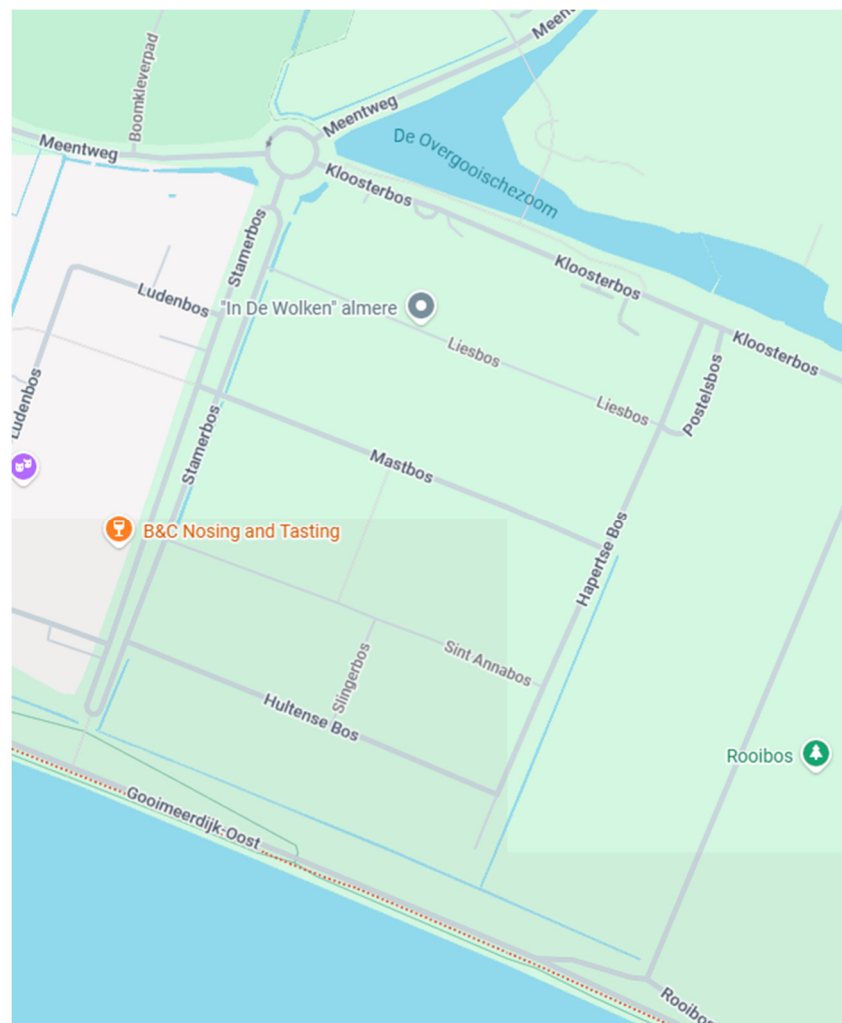 Meent
Boomkleverpad
Meentweg
Meentweg
De Overgooischezoom
Kloosterbos
Stamerbos
Kloosterbos
Ludenbos
"In De Wolken" almere
Kloosterbos
Liesbos
Postelsbos
Ludenbos
Liesbos
Stamerbos
Mastbos
B&C Nosing and Tasting
Hapertse Bos
Sint Annabos
Slingerbos
Hultense Bos
Rooibos
Gooimeerdijk-Oost
Rooibos